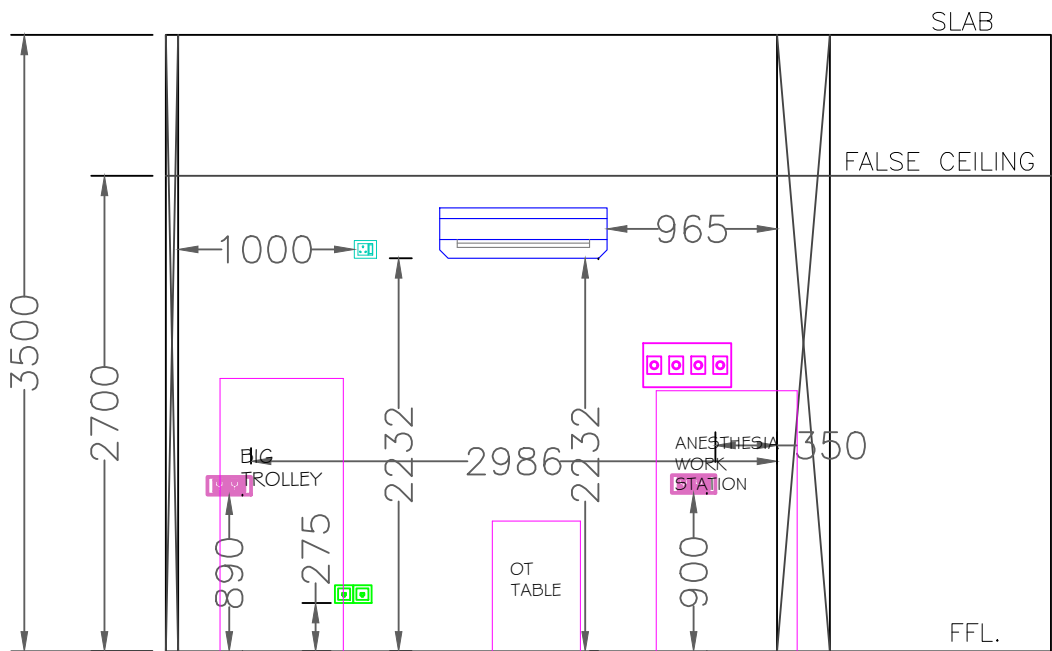 SLAB
FALSE CEILING
1000
965
3500
2700
2232
2232
ANESTHESIA
WORK
STATION
350
BIG
TROLLEY
2986
275
890
900
OT
TABLE
FFL.